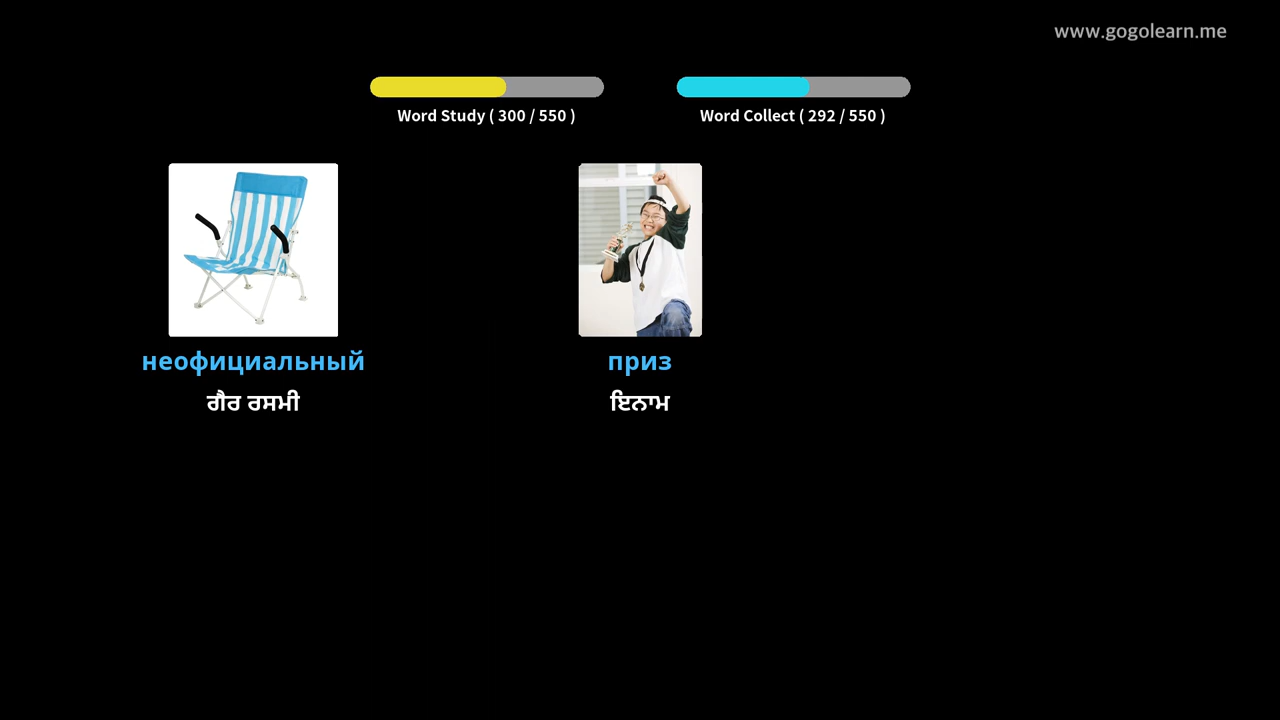 www.gogolearn.me
Word Study ( 300 / 550 )
Word Collect ( 292 / 550 )
неофициальный
приз
ਗੈਰ ਰਸਮੀ
ਇਨਾਮ